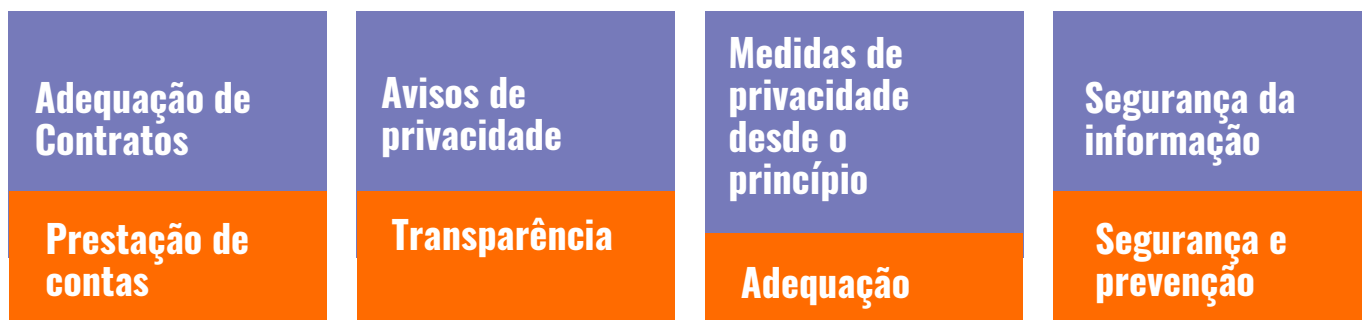 Adequação de
Contratos
Prestação de
contas
Avisos de
privacidade
Transparência
Medidas de
privacidade
desde o
princípio
Adequação
Segurança da
informação
Segurança e
prevenção